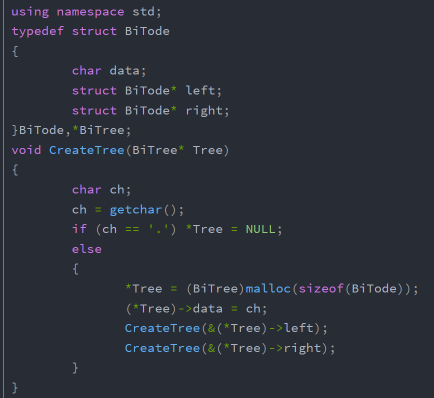 using namespace std;
typedef struct BiTode
{
char data;
struct BiTode* left;
struct BiTode* right;
}BiTode,*BiTree;
void CreateTree(BiTree* Tree)
{
char ch;
ch = getchar();
if (ch == '.') *Tree = NULL;
else
{
*Tree = (BiTree)malloc(sizeof(BiTode));
(*Tree)->data = ch;
CreateTree(&(*Tree)->left);
CreateTree(&(*Tree)->right);
}
}